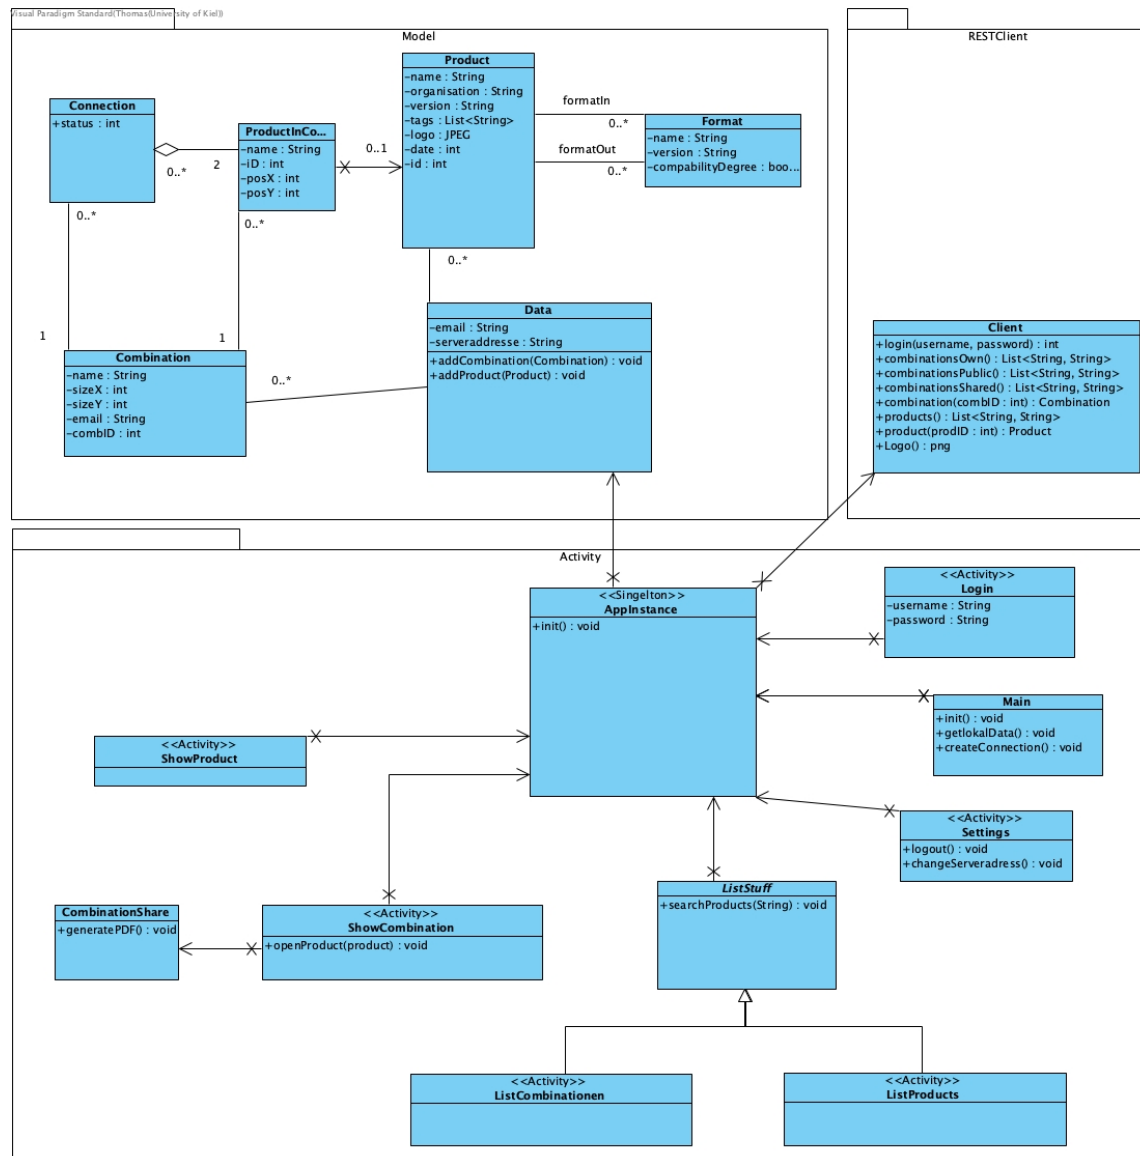 Visual Paradigm Standard(Thomas(University of Kiel))
Model
RESTClient
Product
-name : String
-organisation : String
-version : String
-tags : List<String>
-logo : JPEG
-date : int
-id : int
formatIn
0..*
formatOut
0..*
Format
-name : String
-version : String
-compabilityDegree : boo...
Connection
+status : int
0..*
2
ProductInCo...
-name : String
-iD : int
-posX : int
-posY : int
0..1
0..*
0..*
0..*
1
1
Combination
-name : String
-sizeX : int
-sizeY : int
-email : String
-combID : int
0..*
Data
-email : String
-serveraddresse : String
+addCombination(Combination) : void
+addProduct(Product) : void
Client
+login(username, password) : int
+combinationsOwn() : List<String, String>
+combinationsPublic() : List<String, String>
+combinationsShared() : List<String, String>
+combination(combID : int) : Combination
+products() : List<String, String>
+product(prodID : int) : Product
+Logo() : png
Activity
<<Singelton>>
AppInstance
+init() : void
<<Activity>>
Login
-username : String
-password : String
Main
+init() : void
+getlokalData() : void
+createConnection() : void
<<Activity>>
ShowProduct
<<Activity>>
Settings
+logout() : void
+changeServeradress() : void
ListStuff
+searchProducts(String) : void
CombinationShare
+generatePDF() : void
<<Activity>>
ShowCombination
+openProduct(product) : void
<<Activity>>
ListCombinationen
<<Activity>>
ListProducts